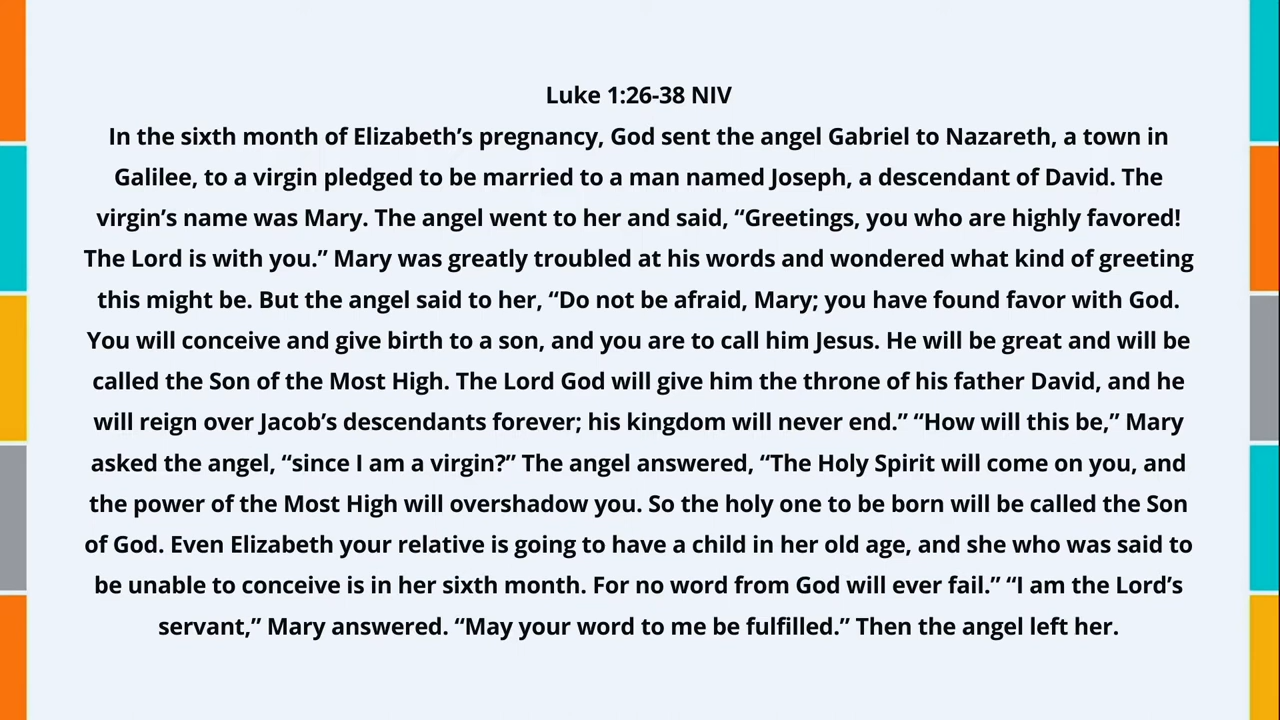 Luke 1:26-38 NIV
In the sixth month of Elizabeth’s pregnancy, God sent the angel Gabriel to Nazareth, a town in
Galilee, to a virgin pledged to be married to a man named Joseph, a descendant of David. The
virgin’s name was Mary. The angel went to her and said, “Greetings, you who are highly favored!
The Lord is with you.” Mary was greatly troubled at his words and wondered what kind of greeting
this might be. But the angel said to her, “Do not be afraid, Mary; you have found favor with God.
You will conceive and give birth to a son, and you are to call him Jesus. He will be great and will be
called the Son of the Most High. The Lord God will give him the throne of his father David, and he
will reign over Jacob’s descendants forever; his kingdom will never end.” “How will this be,” Mary
asked the angel, “since I am a virgin?” The angel answered, “The Holy Spirit will come on you, and
the power of the Most High will overshadow you. So the holy one to be born will be called the Son
of God. Even Elizabeth your relative is going to have a child in her old age, and she who was said to
be unable to conceive is in her sixth month. For no word from God will ever fail.” “I am the Lord’s
servant,” Mary answered. “May your word to me be fulfilled.” Then the angel left her.